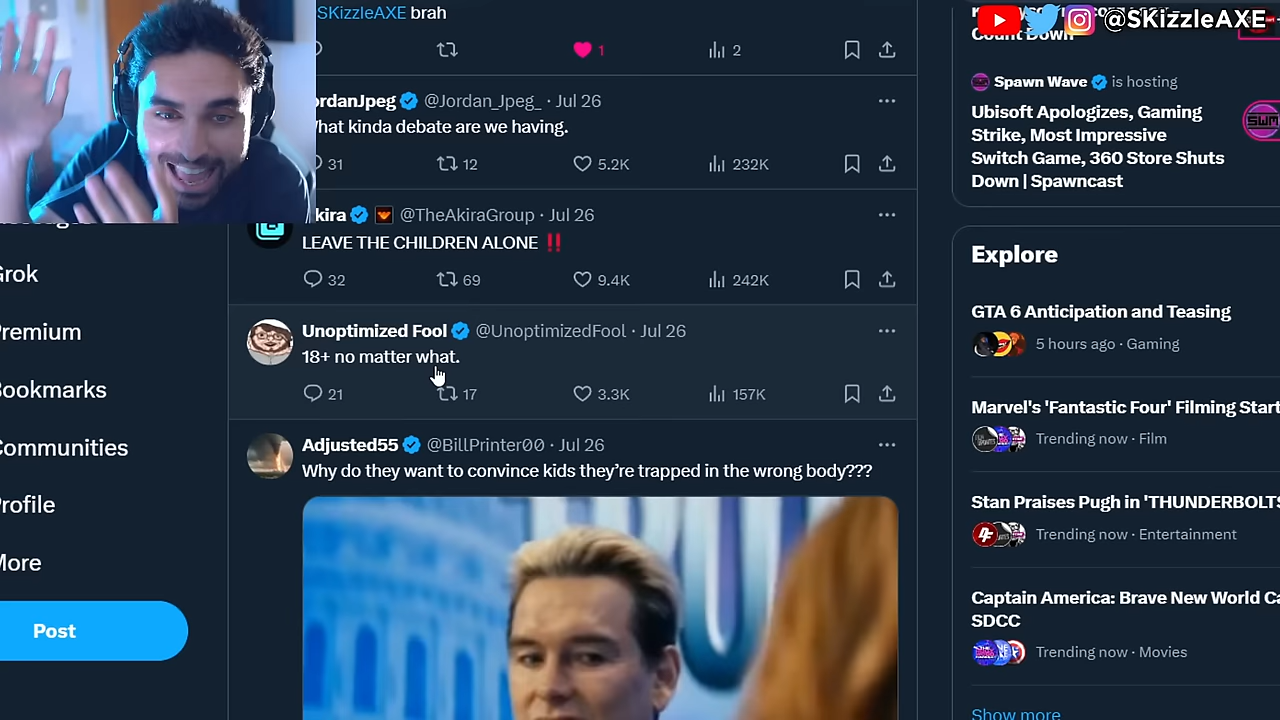 @SKizzleAXE
SKizzleAXE brah
1
2
ordanJpeg @Jordan_Jpeg_ · Jul 26
hat kinda debate are we having.
31
12
5.2K
232K
kira @TheAkiraGroup · Jul 26
LEAVE THE CHILDREN ALONE ‼️
32
69
9.4K
242K
Unoptimized Fool @UnoptimizedFool · Jul 26
18+ no matter what.
21
17
3.3K
157K
Adjusted55 @BillPrinter00 · Jul 26
Why do they want to convince kids they’re trapped in the wrong body???
Grok
Premium
Bookmarks
Communities
Profile
More
Post
Count Down
Spawn Wave is hosting
Ubisoft Apologizes, Gaming
Strike, Most Impressive
Switch Game, 360 Store Shuts
Down | Spawncast
SWM
Explore
GTA 6 Anticipation and Teasing
5 hours ago · Gaming
Marvel's 'Fantastic Four' Filming Start
Trending now · Film
Stan Praises Pugh in 'THUNDERBOLTS
Trending now · Entertainment
Captain America: Brave New World Ca
SDCC
Trending now · Movies
Show more